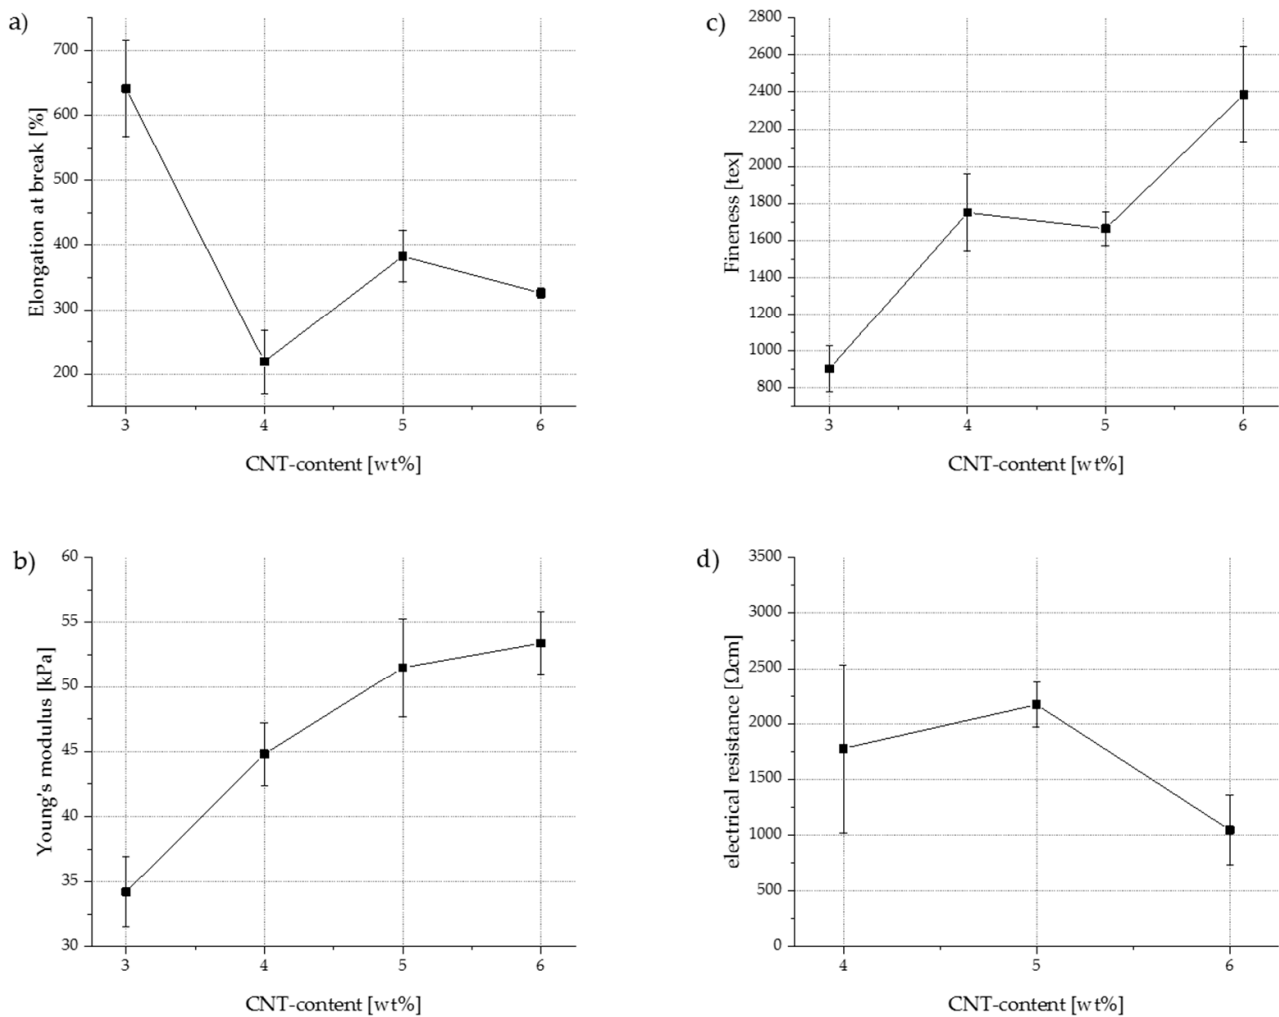 a)
Elongation at break [%]
700
600
500
400
300
200
3 4 5 6
CNT-content [wt%]
c)
Fineness [tex]
2800
2600
2400
2200
2000
1800
1600
1400
1200
1000
800
3 4 5 6
CNT-content [wt%]
b)
Young's modulus [kPa]
60
55
50
45
40
35
30
3 4 5 6
CNT-content [wt%]
d)
electrical resistance [Ωcm]
3500
3000
2500
2000
1500
1000
500
0
4 5 6
CNT-content [wt%]